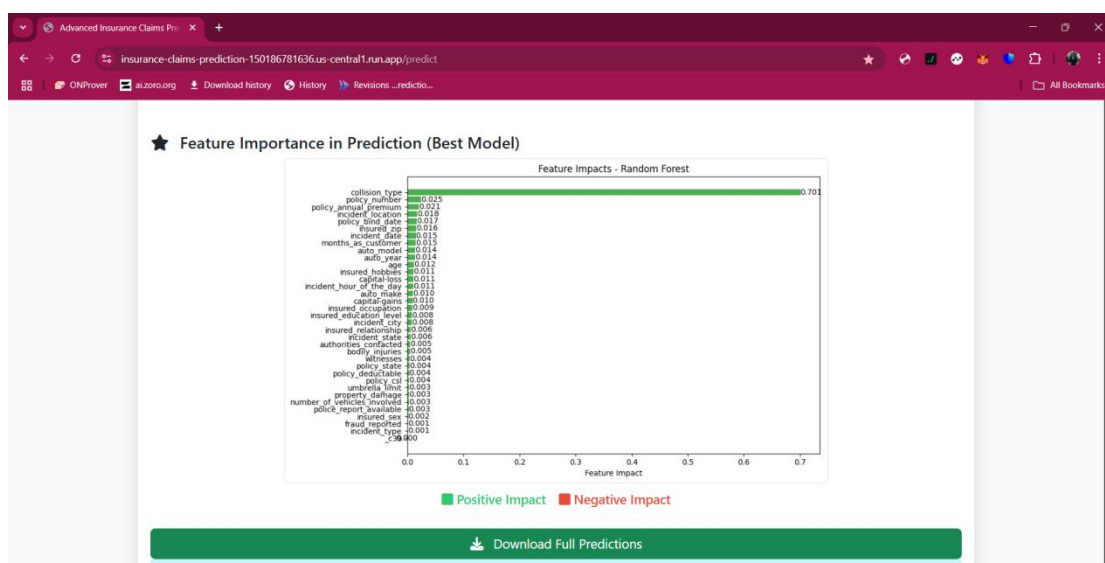 Advanced Insurance Claims Pre
insurance-claims-prediction-150186781636.us-central1.run.app/predict
ONProver ai.zoro.org Download history History Revisions ...redictio... All Bookmarks
Feature Importance in Prediction (Best Model)
Feature Impacts - Random Forest
collision_type 0.701
policy_number 0.025
policy_annual_premium 0.021
incident_location 0.018
policy_bind_date 0.017
insured_zip 0.016
incident_date 0.015
months_as_customer 0.015
auto_model 0.014
auto_year 0.014
age 0.012
insured_hobbies 0.011
capital-loss 0.011
incident_hour_of_the_day 0.011
auto_make 0.010
capital-gains 0.010
insured_occupation 0.009
insured_education_level 0.008
incident_city 0.008
insured_relationship 0.006
incident_state 0.006
authorities_contacted 0.005
bodily_injuries 0.005
witnesses 0.004
policy_state 0.004
policy_deductable 0.004
policy_csl 0.004
umbrella_limit 0.003
property_damage 0.003
number_of_vehicles_involved 0.003
police_report_available 0.003
insured_sex 0.002
fraud_reported 0.001
incident_type 0.001
_c39 0.000
0.0 0.1 0.2 0.3 0.4 0.5 0.6 0.7
Feature Impact
Positive Impact Negative Impact
Download Full Predictions